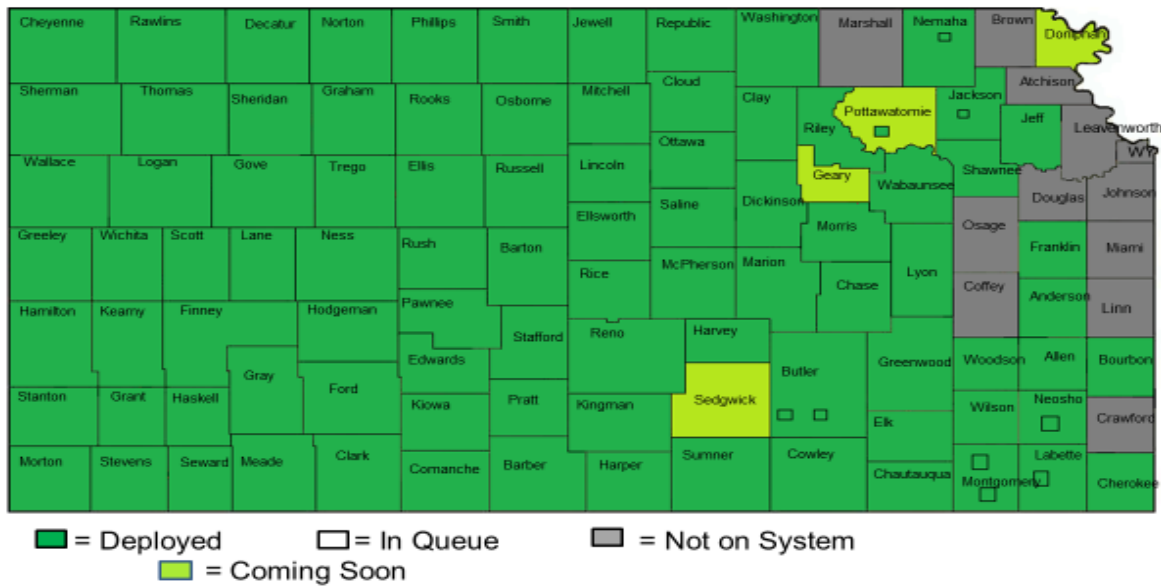 Cheyenne Rawlins Decatur Norton Phillips Smith Jewell Republic Washington Marshall Nemaha Brown Doniphan
Sherman Thomas Sheridan Graham Rooks Osborne Mitchell Cloud Clay Riley Pottawatomie Jackson Atchison
Jeff Leavenworth
WY
Wallace Logan Gove Trego Ellis Russell Lincoln Ottawa Geary Wabaunsee Shawnee Douglas Johnson
Ellsworth Saline Dickinson Morris
Greeley Wichita Scott Lane Ness Rush Barton Osage Franklin Miami
Rice McPherson Marion Chase Lyon
Hamilton Kearny Finney Hodgeman Pawnee Stafford Coffey Anderson Linn
Reno Harvey
Edwards Butler Greenwood Woodson Allen Bourbon
Gray Ford
Stanton Grant Haskell Kiowa Pratt Kingman Sedgwick Wilson Neosho Crawford
Elk
Morton Stevens Seward Meade Clark Comanche Barber Harper Sumner Cowley Chautauqua Montgomery Labette Cherokee
= Deployed = In Queue = Not on System
= Coming Soon